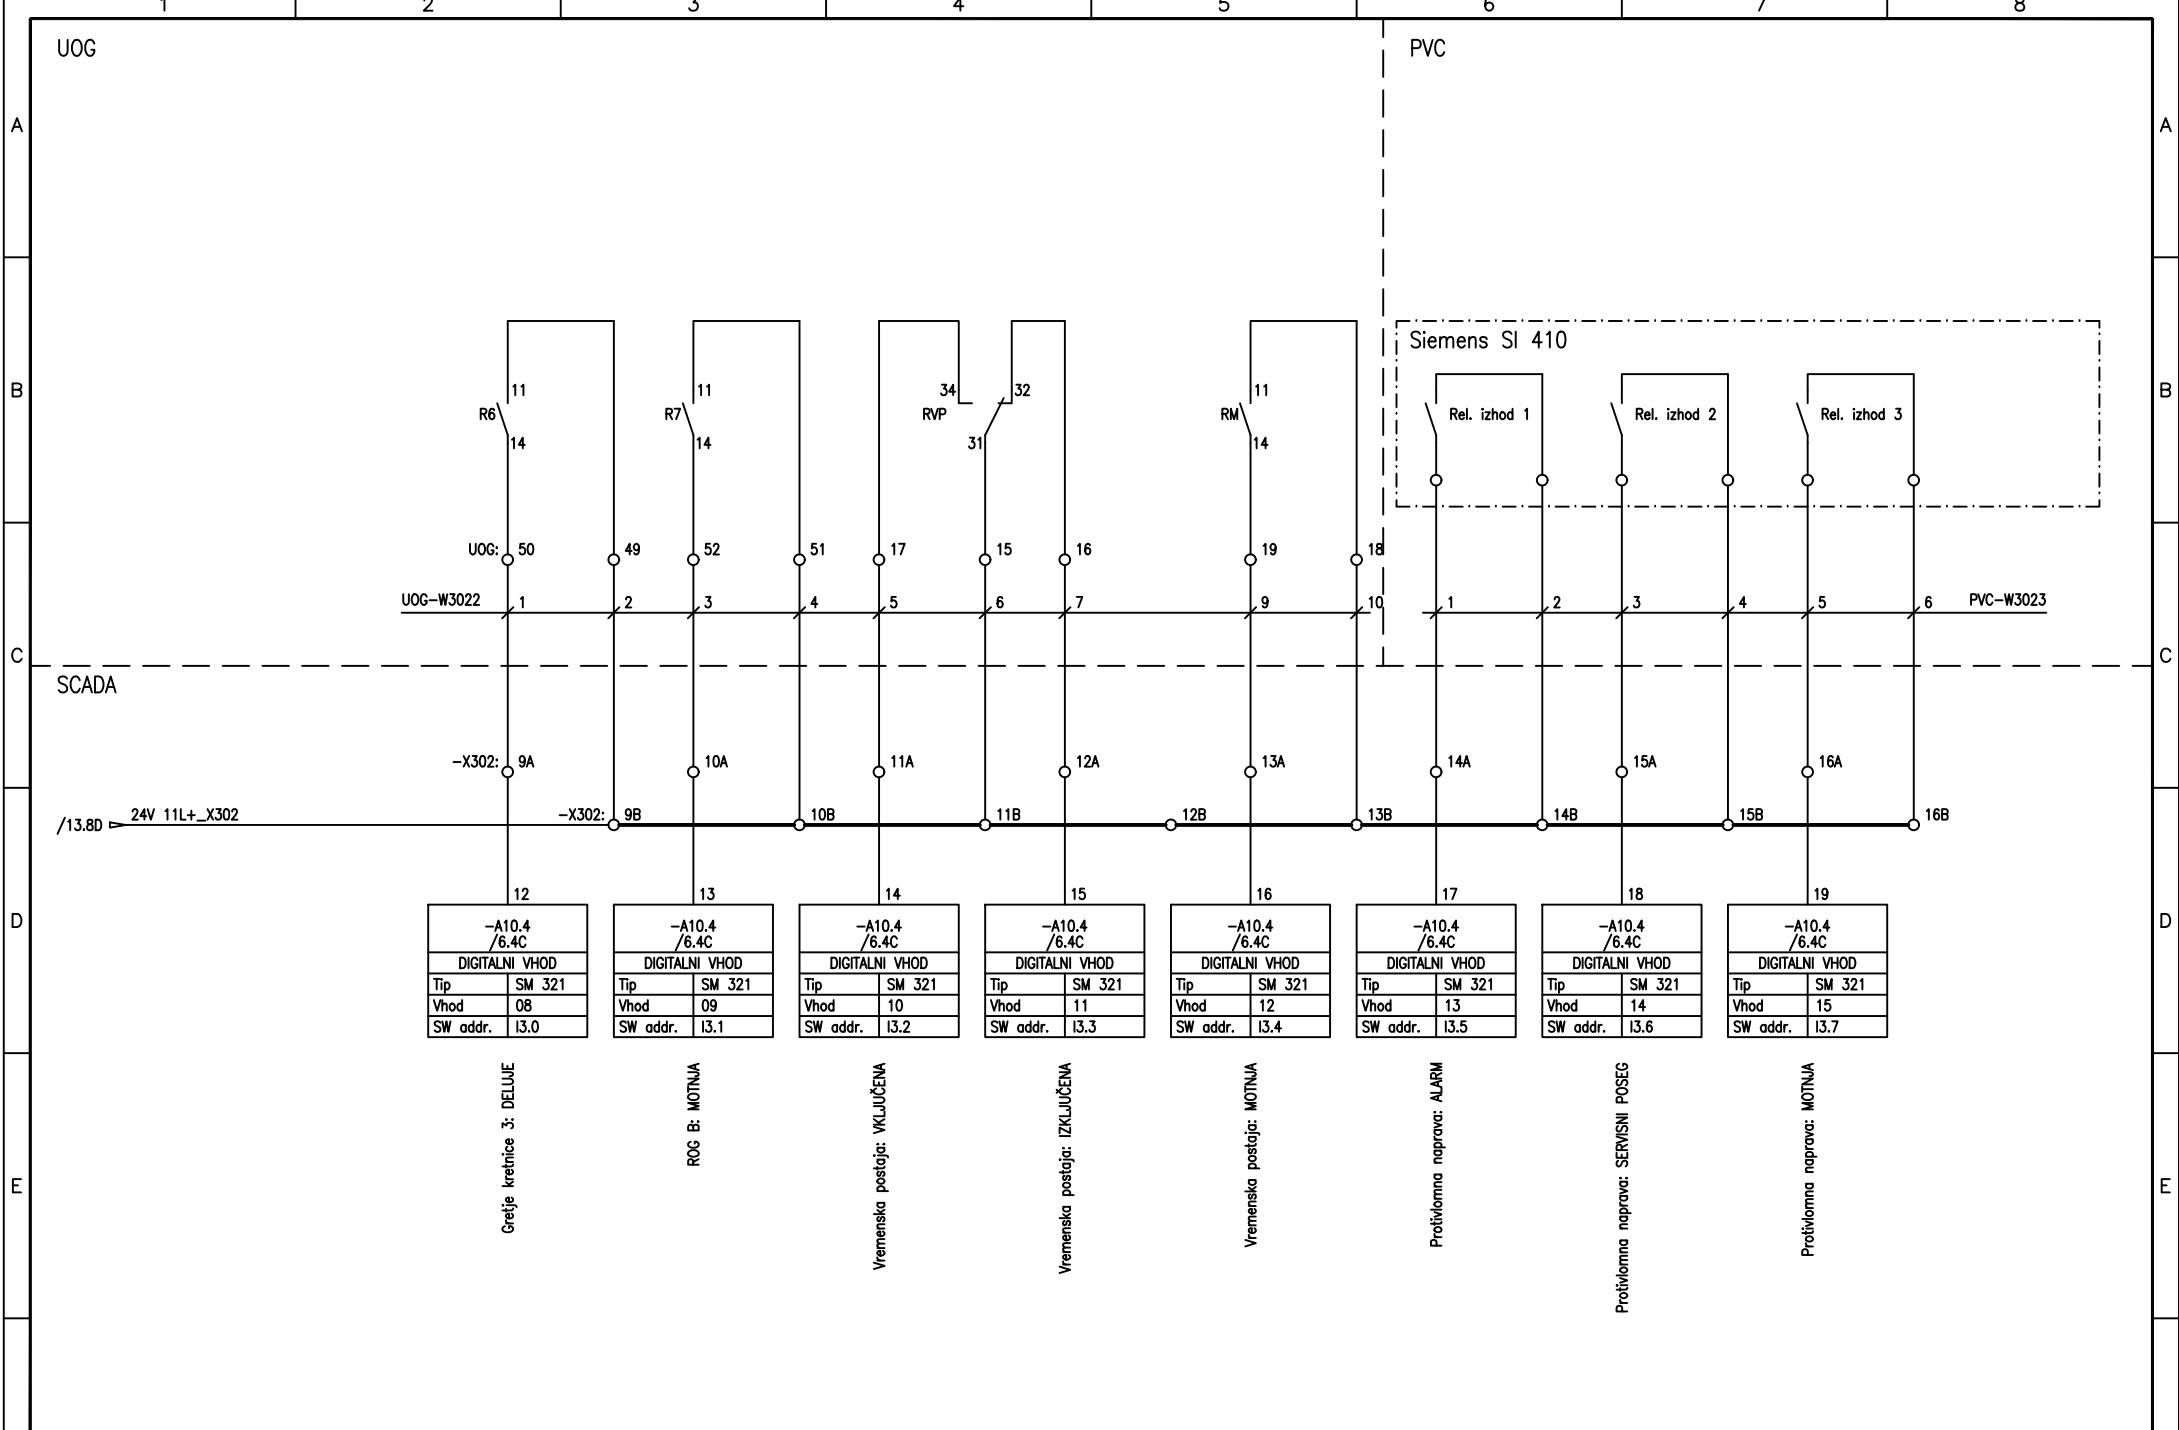 1 2 3 4 5 6 7 8
UOG PVC
A A
Siemens SI 410
B 11 11 34 32 11 B
R6 R7 RVP RM Rel. izhod 1 Rel. izhod 2 Rel. izhod 3
14 14 31 14
UOG: 50 49 52 51 17 15 16 19 18
UOG-W3022 1 2 3 4 5 6 7 9 10 1 2 3 4 5 6 PVC-W3023
C C
SCADA
-X302: 9A 10A 11A 12A 13A 14A 15A 16A
/13.8D 24V 11L+_X302 -X302: 9B 10B 11B 12B 13B 14B 15B 16B
12 13 14 15 16 17 18 19
D D
-A10.4 -A10.4 -A10.4 -A10.4 -A10.4 -A10.4 -A10.4 -A10.4
/6.4C /6.4C /6.4C /6.4C /6.4C /6.4C /6.4C /6.4C
DIGITALNI VHOD DIGITALNI VHOD DIGITALNI VHOD DIGITALNI VHOD DIGITALNI VHOD DIGITALNI VHOD DIGITALNI VHOD DIGITALNI VHOD
Tip SM 321 Tip SM 321 Tip SM 321 Tip SM 321 Tip SM 321 Tip SM 321 Tip SM 321 Tip SM 321
Vhod 08 Vhod 09 Vhod 10 Vhod 11 Vhod 12 Vhod 13 Vhod 14 Vhod 15
SW addr. I3.0 SW addr. I3.1 SW addr. I3.2 SW addr. I3.3 SW addr. I3.4 SW addr. I3.5 SW addr. I3.6 SW addr. I3.7
Gretje kretnice 3: DELUJE
ROG B: MOTNJA
Vremenska postaja: VKLJUČENA
Vremenska postaja: IZKLJUČENA
Vremenska postaja: MOTNJA
Protivlomna naprava: ALARM
Protivlomna naprava: SERVISNI POSEG
Protivlomna naprava: MOTNJA
E E